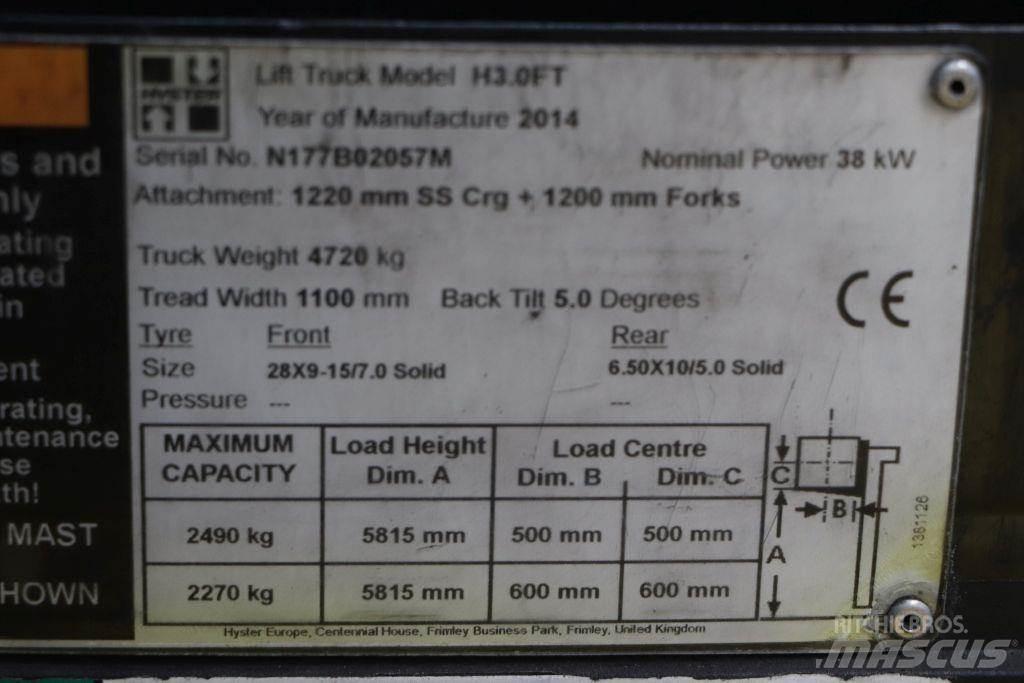 HYSTER
Lift Truck Model H3.0FT
Year of Manufacture 2014
Serial No. N177B02057M Nominal Power 38 kW
Attachment: 1220 mm SS Crg + 1200 mm Forks
Truck Weight 4720 kg
Tread Width 1100 mm Back Tilt 5.0 Degrees
CE
Tyre Front Rear
Size 28X9-15/7.0 Solid 6.50X10/5.0 Solid
Pressure --- ---
MAXIMUM CAPACITY
Load Height Dim. A
Load Centre
Dim. B Dim. C
2490 kg 5815 mm 500 mm 500 mm
2270 kg 5815 mm 600 mm 600 mm
C
B
A
1381126
Hyster Europe, Centennial House, Frimley Business Park, Frimley, United Kingdom
s and
nly
ating
ated
in
ent
rating,
ntenance
se
th!
MAST
HOWN
RITCHIE BROS.
MASCUS